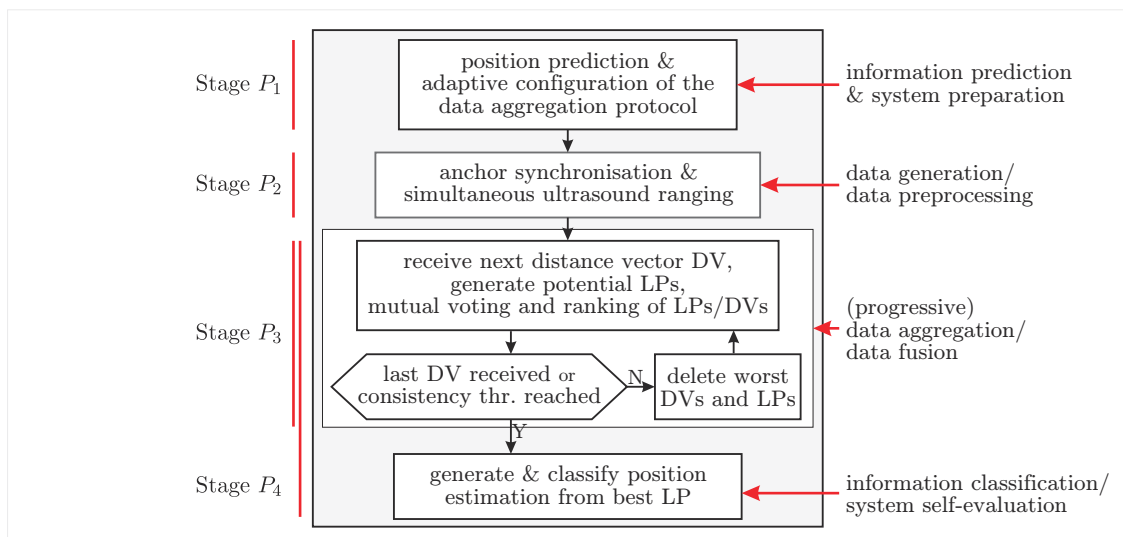 Stage P1
position prediction &
adaptive configuration of the
data aggregation protocol
information prediction
& system preparation
Stage P2
anchor synchronisation &
simultaneous ultrasound ranging
data generation/
data preprocessing
Stage P3
receive next distance vector DV,
generate potential LPs,
mutual voting and ranking of LPs/DVs
(progressive)
data aggregation/
data fusion
last DV received or
consistency thr. reached
N
delete worst
DVs and LPs
Y
Stage P4
generate & classify position
estimation from best LP
information classification/
system self-evaluation